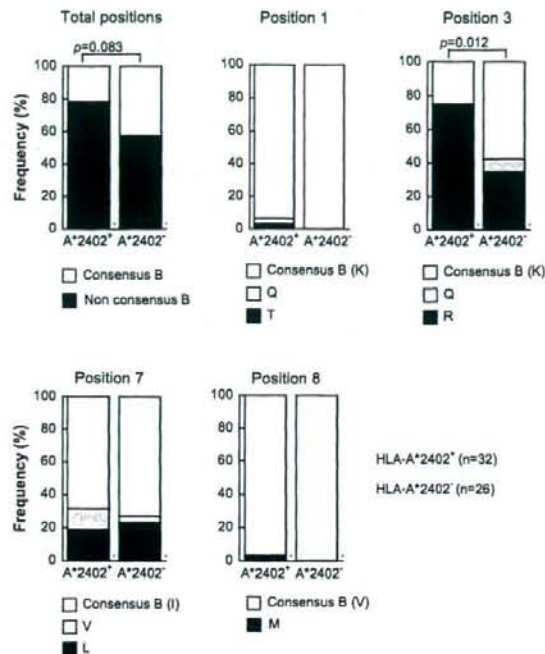 Total positions
Position 1
Position 3
p=0.083
p=0.012
Frequency (%)
100
80
60
40
20
0
A*2402+ A*2402-
Consensus B
Non consensus B
100
80
60
40
20
0
A*2402+ A*2402-
Consensus B (K)
Q
T
100
80
60
40
20
0
A*2402+ A*2402-
Consensus B (K)
Q
R
Position 7
Position 8
Frequency (%)
100
80
60
40
20
0
A*2402+ A*2402-
Consensus B (I)
V
L
100
80
60
40
20
0
A*2402+ A*2402-
Consensus B (V)
M
HLA-A*2402+ (n=32)
HLA-A*2402- (n=26)